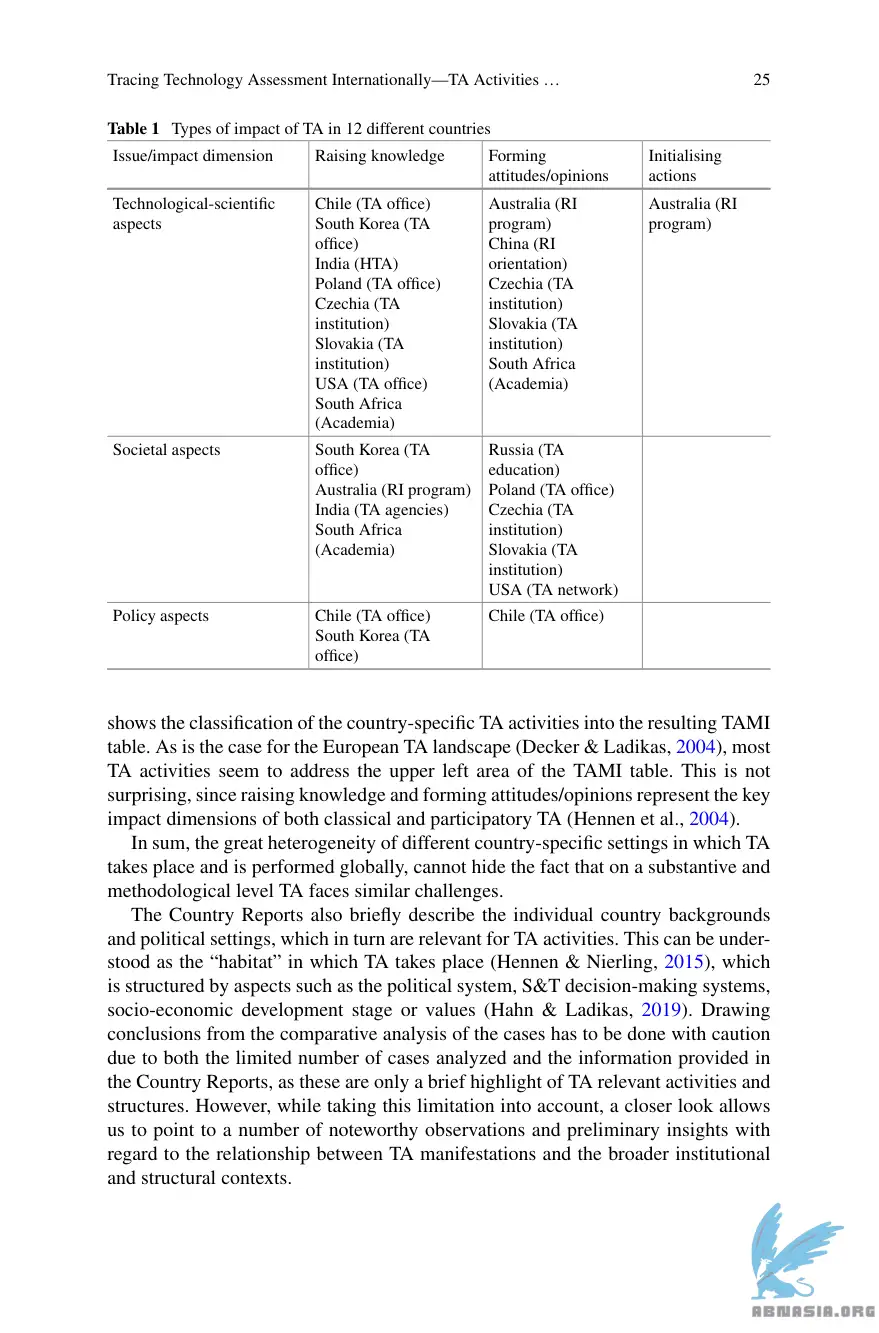 Tracing Technology Assessment Internationally—TA Activities …
25
Table 1 Types of impact of TA in 12 different countries
Issue/impact dimension
Raising knowledge
Forming
attitudes/opinions
Initialising
actions
Technological-scientific
aspects
Chile (TA office)
South Korea (TA
office)
India (HTA)
Poland (TA office)
Czechia (TA
institution)
Slovakia (TA
institution)
USA (TA office)
South Africa
(Academia)
Australia (RI
program)
China (RI
orientation)
Czechia (TA
institution)
Slovakia (TA
institution)
South Africa
(Academia)
Australia (RI
program)
Societal aspects
South Korea (TA
office)
Australia (RI program)
India (TA agencies)
South Africa
(Academia)
Russia (TA
education)
Poland (TA office)
Czechia (TA
institution)
Slovakia (TA
institution)
USA (TA network)
Policy aspects
Chile (TA office)
South Korea (TA
office)
Chile (TA office)
shows the classification of the country-specific TA activities into the resulting TAMI
table. As is the case for the European TA landscape (Decker & Ladikas, 2004), most
TA activities seem to address the upper left area of the TAMI table. This is not
surprising, since raising knowledge and forming attitudes/opinions represent the key
impact dimensions of both classical and participatory TA (Hennen et al., 2004).
In sum, the great heterogeneity of different country-specific settings in which TA
takes place and is performed globally, cannot hide the fact that on a substantive and
methodological level TA faces similar challenges.
The Country Reports also briefly describe the individual country backgrounds
and political settings, which in turn are relevant for TA activities. This can be under-
stood as the “habitat” in which TA takes place (Hennen & Nierling, 2015), which
is structured by aspects such as the political system, S&T decision-making systems,
socio-economic development stage or values (Hahn & Ladikas, 2019). Drawing
conclusions from the comparative analysis of the cases has to be done with caution
due to both the limited number of cases analyzed and the information provided in
the Country Reports, as these are only a brief highlight of TA relevant activities and
structures. However, while taking this limitation into account, a closer look allows
us to point to a number of noteworthy observations and preliminary insights with
regard to the relationship between TA manifestations and the broader institutional
and structural contexts.
ABNASIA.ORG